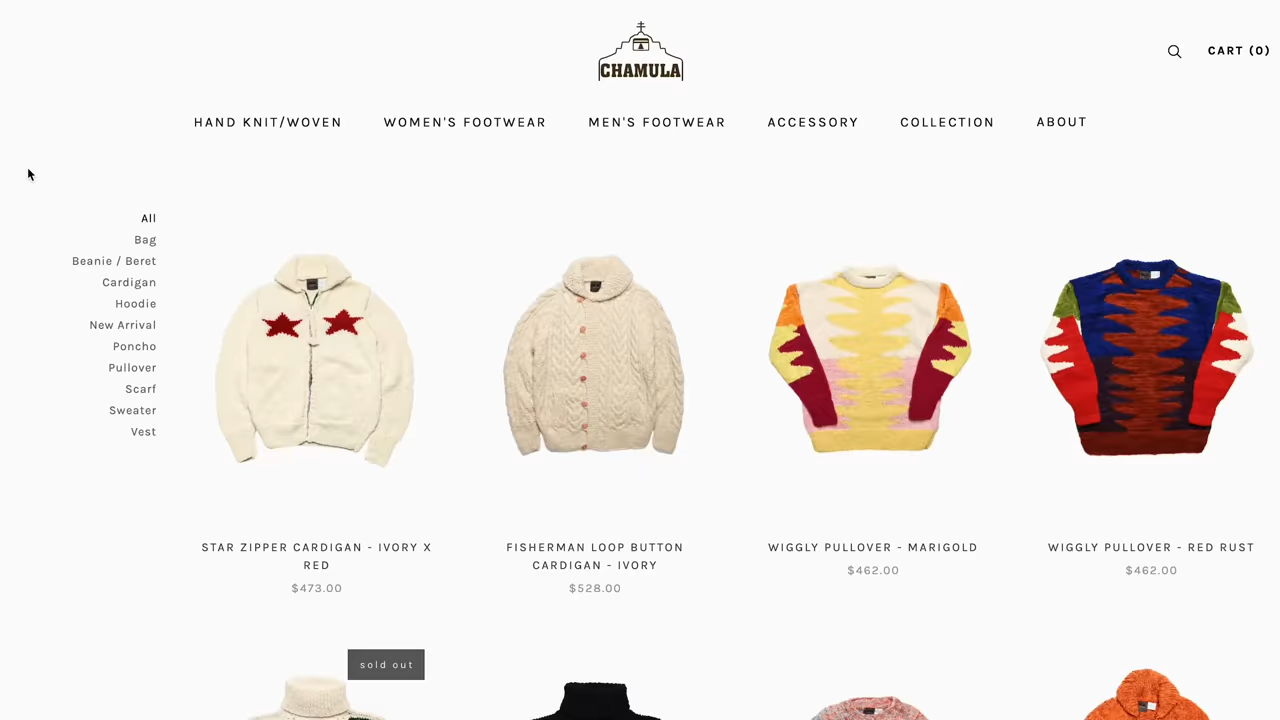 CHAMULA
CART (0)
HAND KNIT/WOVEN
WOMEN'S FOOTWEAR
MEN'S FOOTWEAR
ACCESSORY
COLLECTION
ABOUT
All
Bag
Beanie / Beret
Cardigan
Hoodie
New Arrival
Poncho
Pullover
Scarf
Sweater
Vest
STAR ZIPPER CARDIGAN - IVORY X
RED
$473.00
FISHERMAN LOOP BUTTON
CARDIGAN - IVORY
$528.00
WIGGLY PULLOVER - MARIGOLD
$462.00
WIGGLY PULLOVER - RED RUST
$462.00
sold out